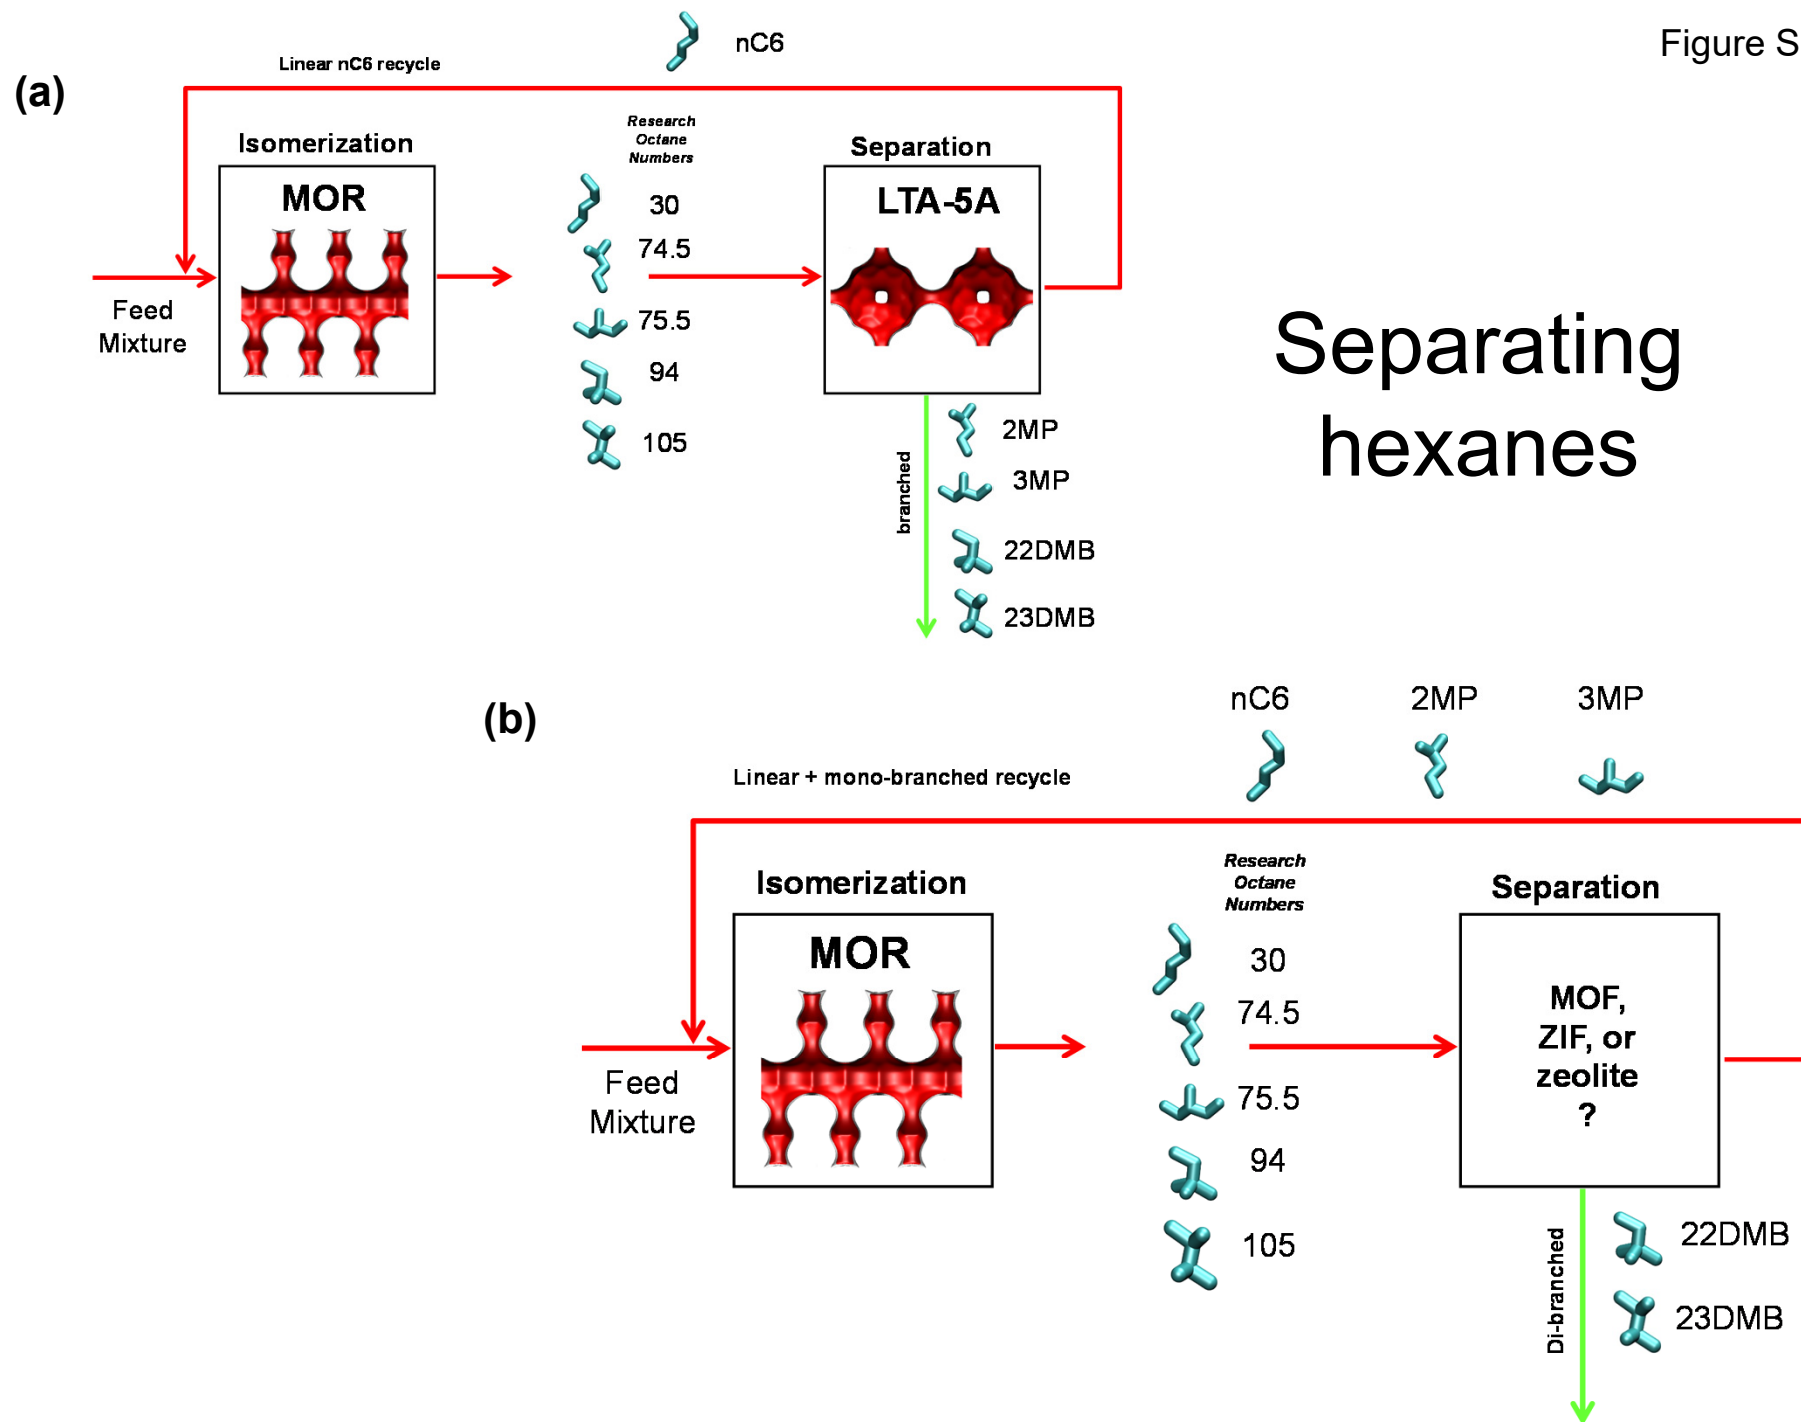 Figure S
(a)
Linear nC6 recycle
nC6
Isomerization
MOR
Feed
Mixture
Research
Octane
Numbers
30
74.5
75.5
94
105
Separation
LTA-5A
branched
2MP
3MP
22DMB
23DMB
Separating
hexanes
(b)
nC6
2MP
3MP
Linear + mono-branched recycle
Isomerization
MOR
Feed
Mixture
Research
Octane
Numbers
30
74.5
75.5
94
105
Separation
MOF,
ZIF, or
zeolite
?
Di-branched
22DMB
23DMB